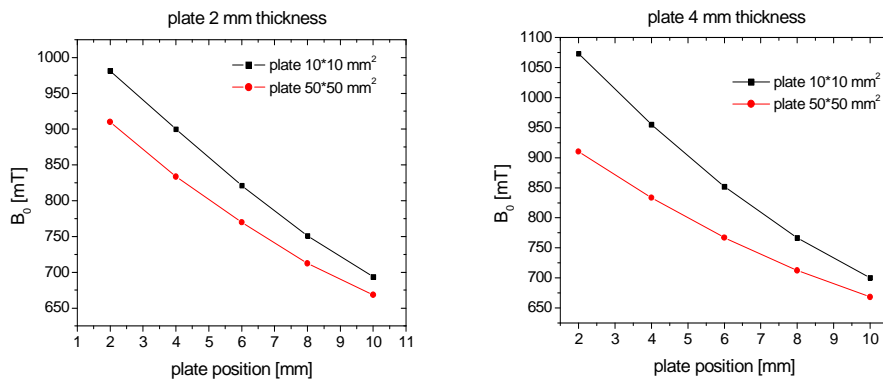 plate 2 mm thickness
plate 10*10 mm²
plate 50*50 mm²
B₀ [mT]
1000
950
900
850
800
750
700
650
1 2 3 4 5 6 7 8 9 10 11
plate position [mm]
plate 4 mm thickness
plate 10*10 mm²
plate 50*50 mm²
B₀ [mT]
1100
1050
1000
950
900
850
800
750
700
650
2 3 4 5 6 7 8 9 10
plate position [mm]